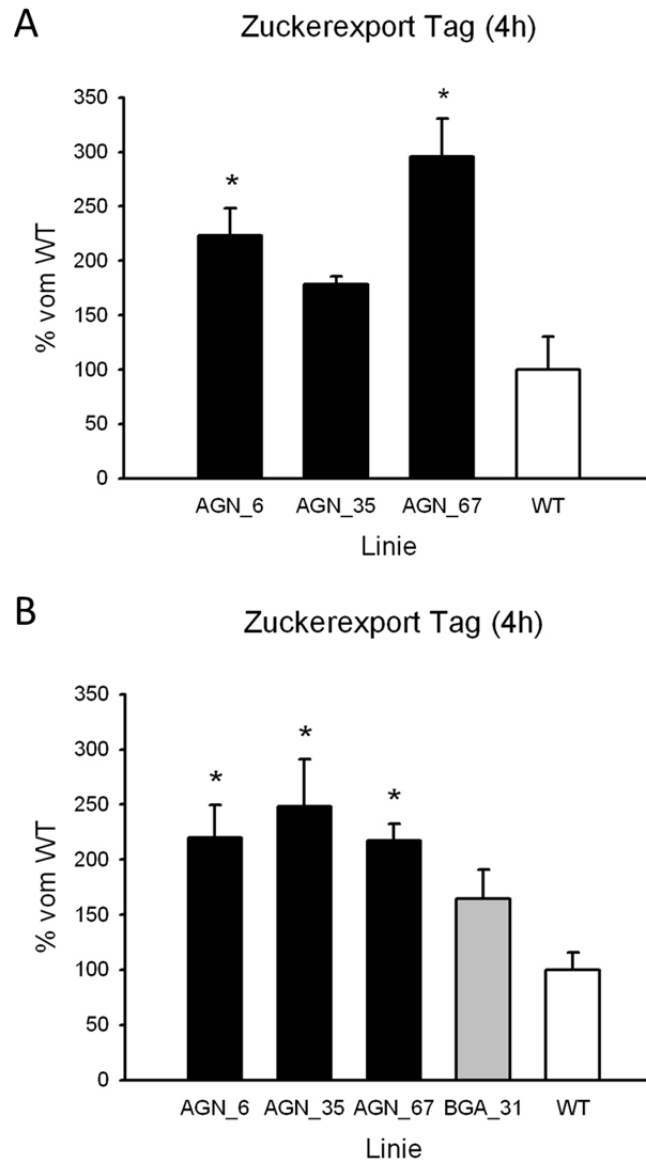 A
Zuckerexport Tag (4h)
350
300
250
200
150
100
50
0
% vom WT
*
*
AGN_6 AGN_35 AGN_67 WT
Linie
B
Zuckerexport Tag (4h)
350
300
250
200
150
100
50
0
% vom WT
*
*
*
AGN_6 AGN_35 AGN_67 BGA_31 WT
Linie